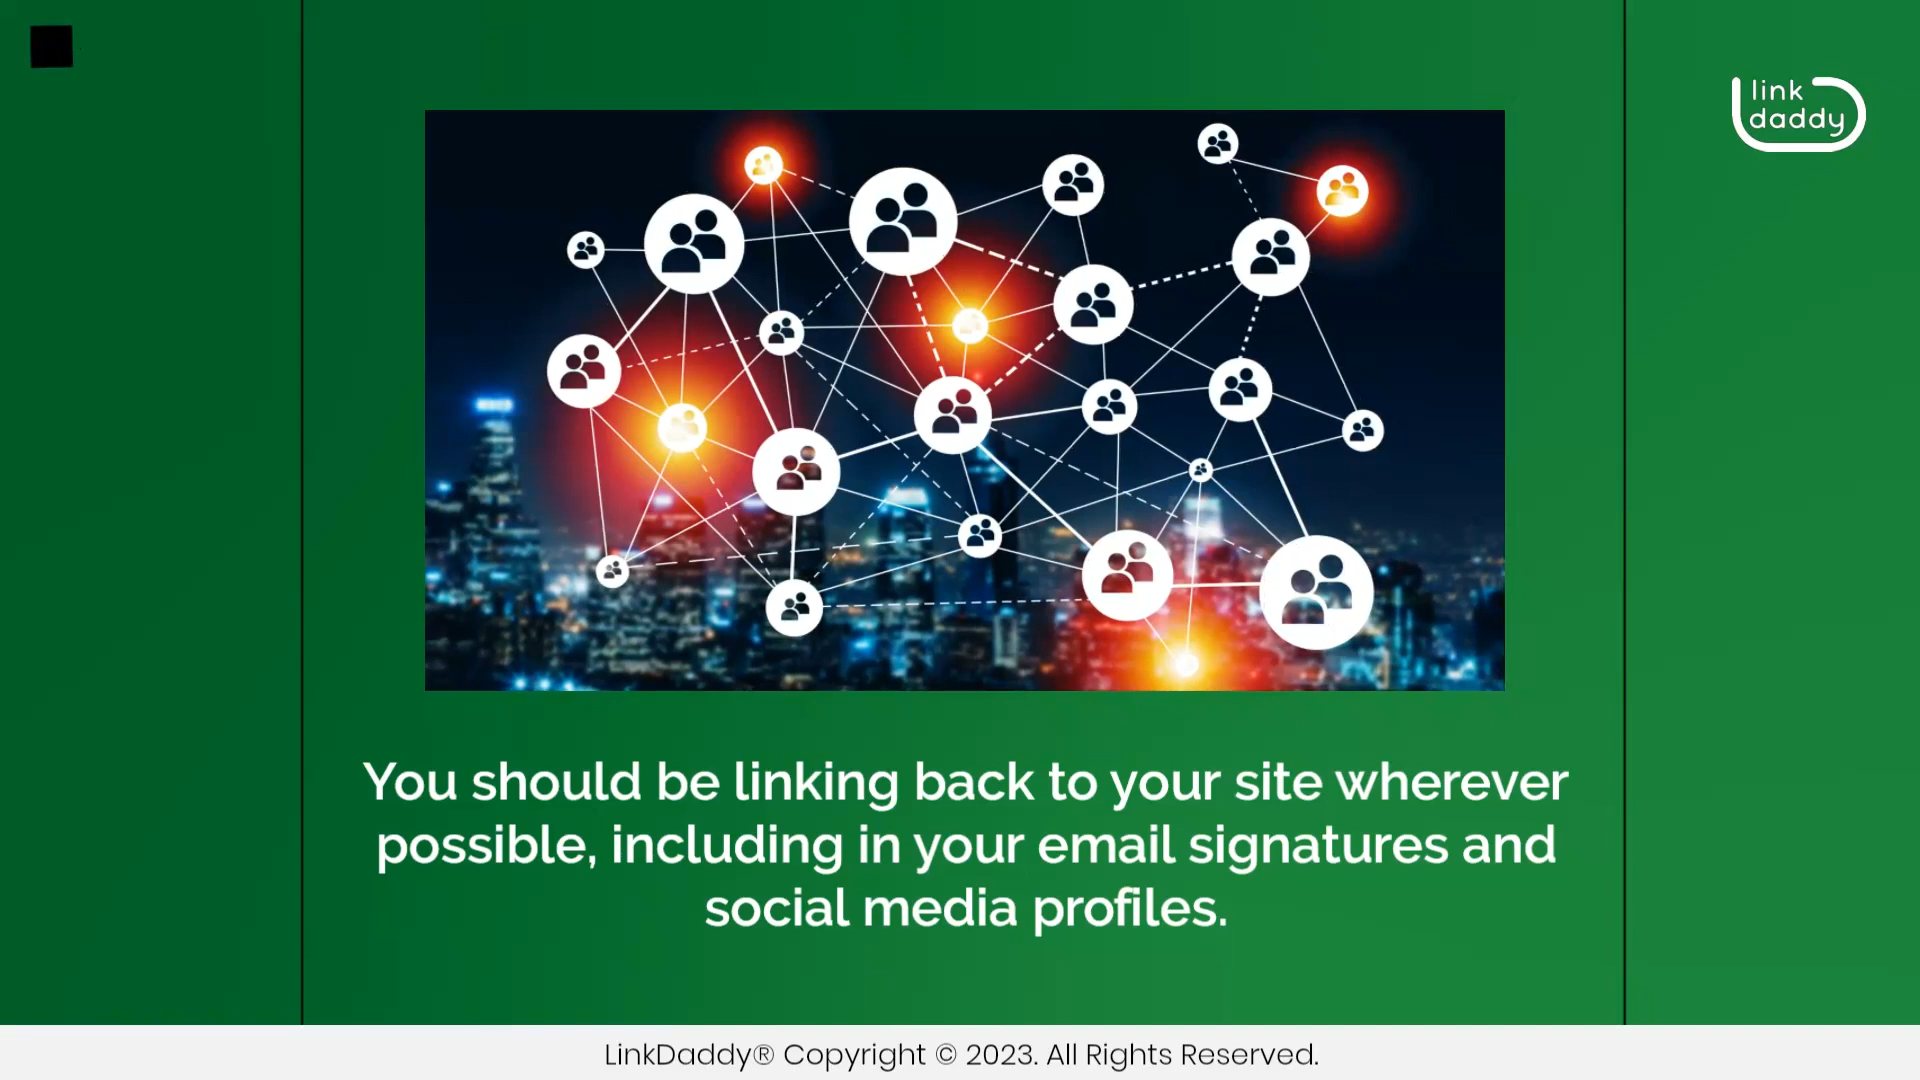 link
daddy
You should be linking back to your site wherever
possible, including in your email signatures and
social media profiles.
LinkDaddy® Copyright © 2023. All Rights Reserved.